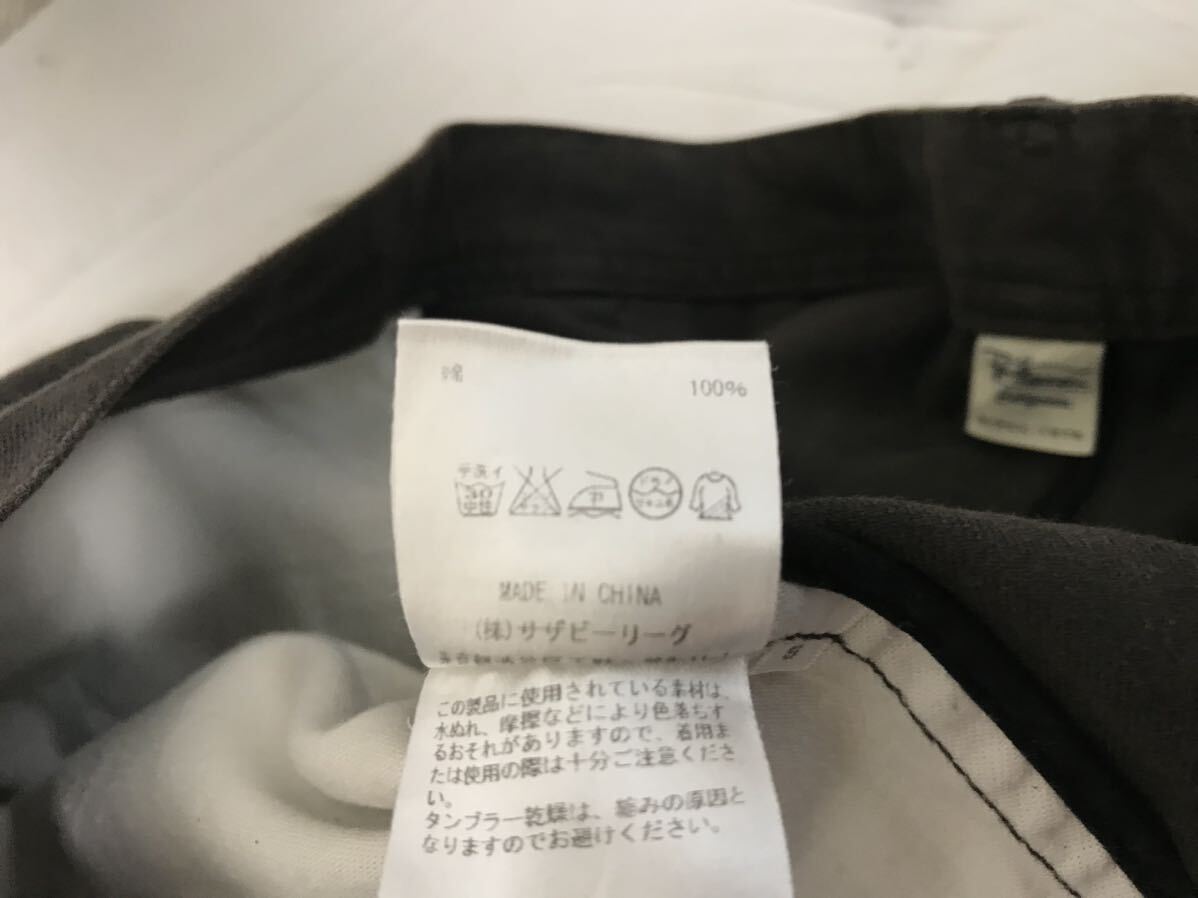 綿 100%
手洗イ
30
中性
ドライ
MADE IN CHINA
(株)サザビーリーグ
この製品に使用されている素材は、
水ぬれ、摩擦などにより色落ちす
るおそれがありますので、着用ま
たは使用の際は十分ご注意くださ
い。
タンブラー乾燥は、縮みの原因と
なりますのでお避けください。